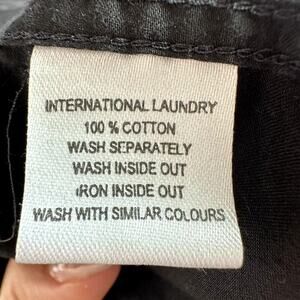 INTERNATIONAL LAUNDRY
100 % COTTON
WASH SEPARATELY
WASH INSIDE OUT
IRON INSIDE OUT
WASH WITH SIMILAR COLOURS